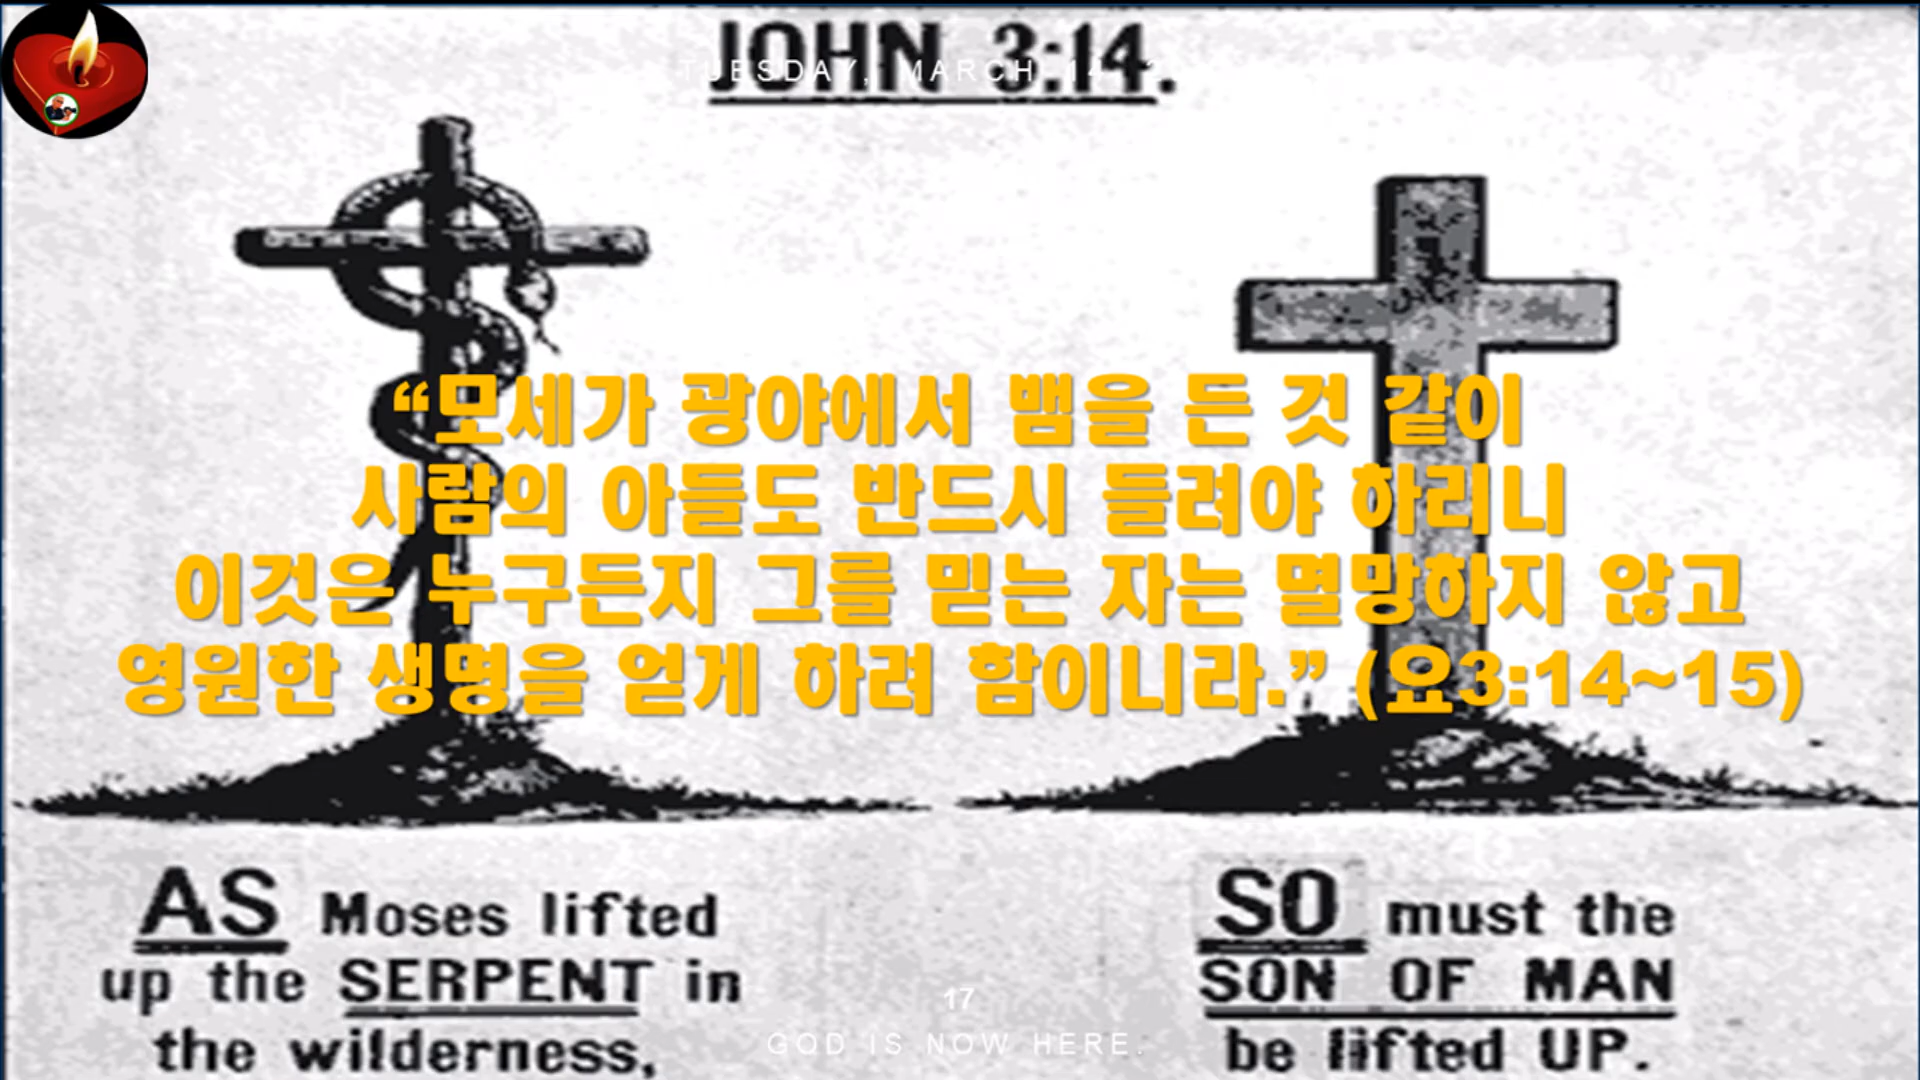 JOHN 3:14.
TUESDAY, MARCH 14
“모세가 광야에서 뱀을 든 것 같이
사람의 아들도 반드시 들려야 하리니
이것은 누구든지 그를 믿는 자는 멸망하지 않고
영원한 생명을 얻게 하려 함이니라.” (요3:14~15)
AS Moses lifted
up the SERPENT in
the wilderness,
SO must the
SON OF MAN
be lifted UP.
17
GOD IS NOW HERE.